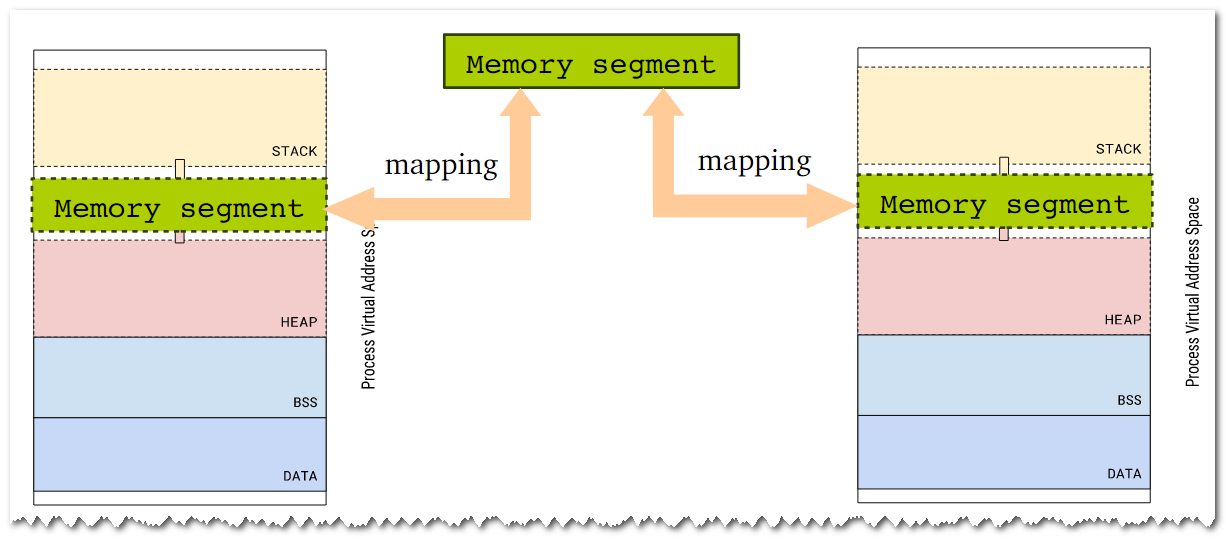 Memory segment
mapping
mapping
STACK
Memory segment
HEAP
BSS
DATA
Process Virtual Address S
STACK
Memory segment
HEAP
BSS
DATA
Process Virtual Address Space